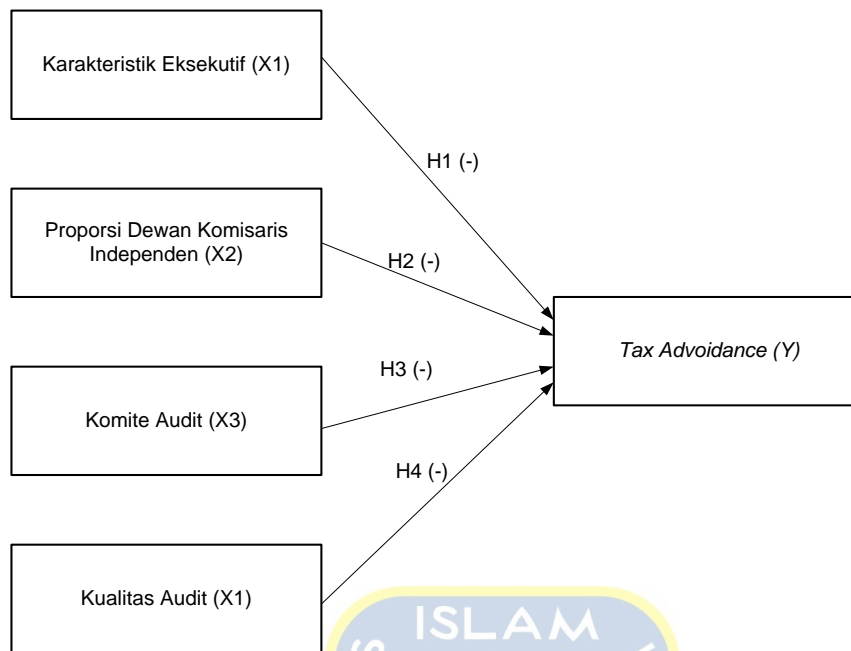 Karakteristik Eksekutif (X1)
H1 (-)
Proporsi Dewan Komisaris
Independen (X2)
H2 (-)
Tax Advoidance (Y)
H3 (-)
Komite Audit (X3)
H4 (-)
Kualitas Audit (X1)
ISLAM
S